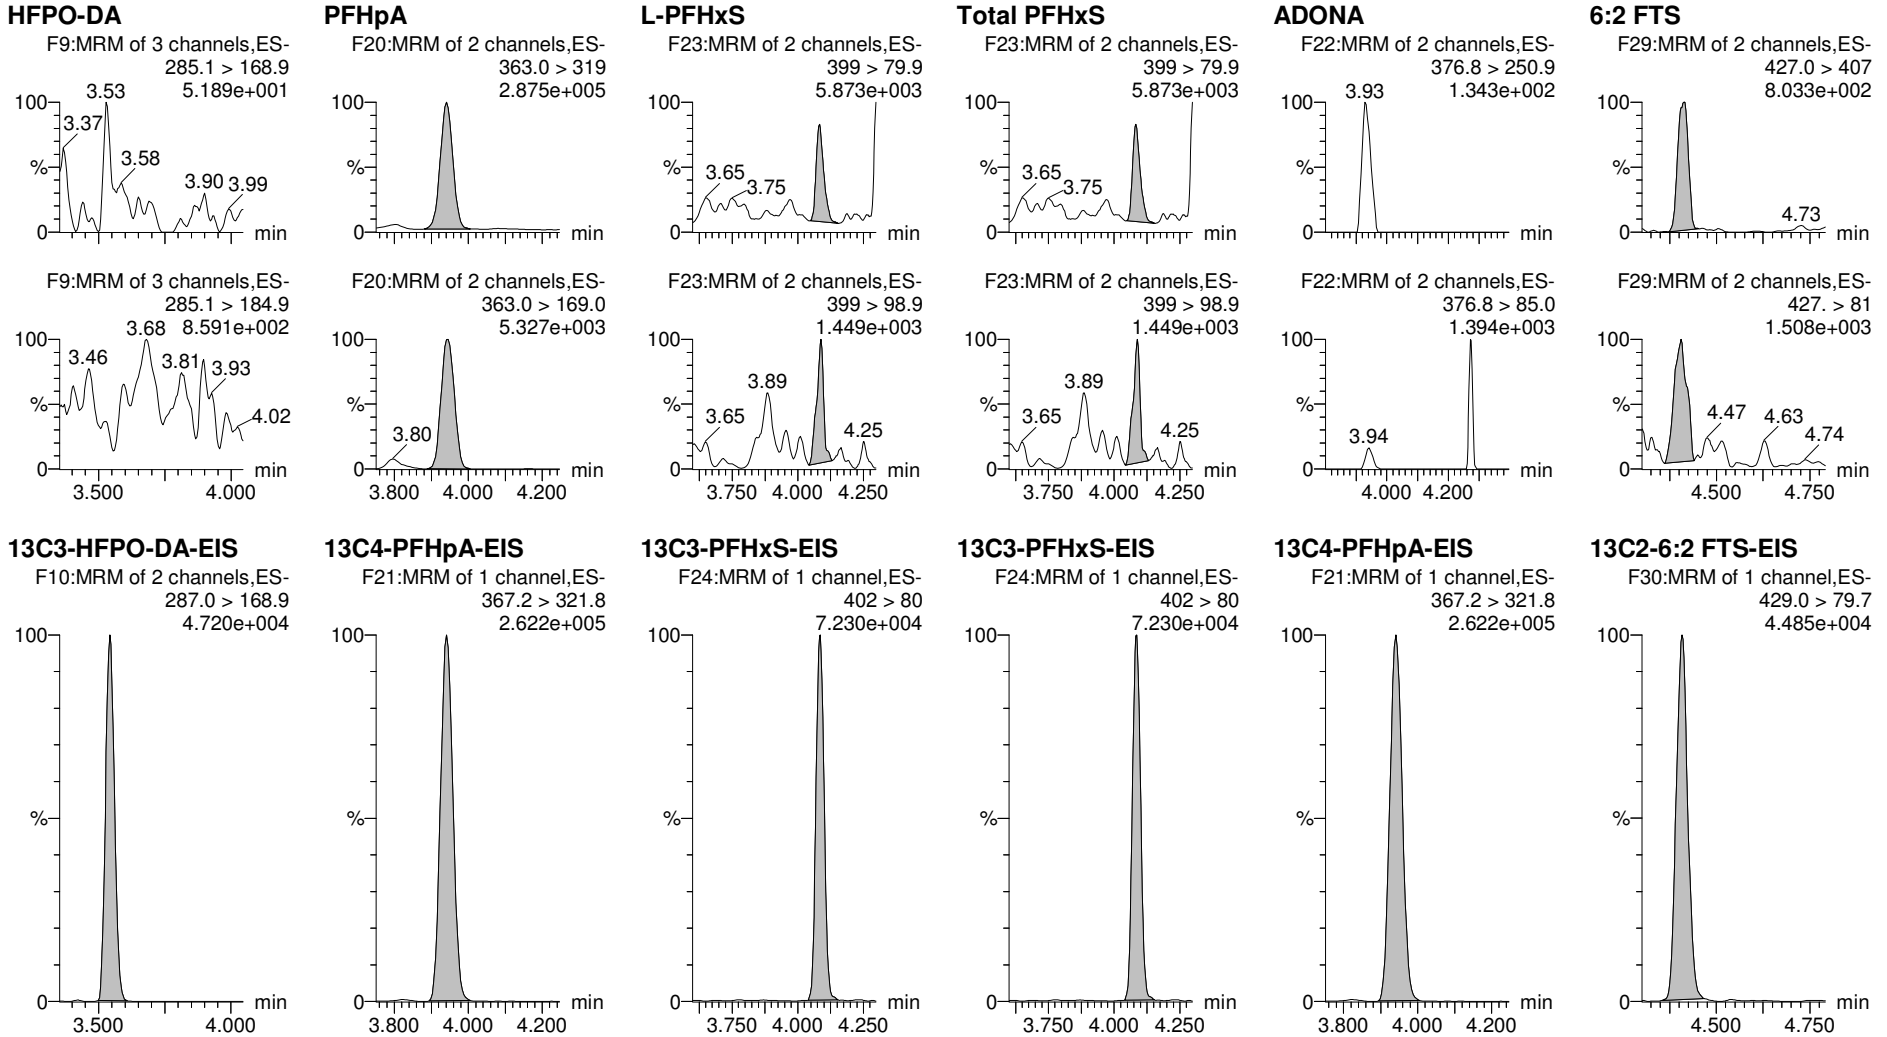 HFPO-DA
F9:MRM of 3 channels,ES-
285.1 > 168.9
5.189e+001
100
%
0
3.37
3.53
3.58
3.90
3.99
min
PFHpA
F20:MRM of 2 channels,ES-
363.0 > 319
2.875e+005
100
%
0
min
L-PFHxS
F23:MRM of 2 channels,ES-
399 > 79.9
5.873e+003
100
%
0
3.65
3.75
min
Total PFHxS
F23:MRM of 2 channels,ES-
399 > 79.9
5.873e+003
100
%
0
3.65
3.75
min
ADONA
F22:MRM of 2 channels,ES-
376.8 > 250.9
1.343e+002
100
%
0
3.93
min
6:2 FTS
F29:MRM of 2 channels,ES-
427.0 > 407
8.033e+002
100
%
0
4.73
min
F9:MRM of 3 channels,ES-
285.1 > 184.9
8.591e+002
100
%
0
3.46
3.68
3.81
3.93
4.02
min
3.500
4.000
F20:MRM of 2 channels,ES-
363.0 > 169.0
5.327e+003
100
%
0
3.80
min
3.800
4.000
4.200
F23:MRM of 2 channels,ES-
399 > 98.9
1.449e+003
100
%
0
3.65
3.89
4.25
min
3.750
4.000
4.250
F23:MRM of 2 channels,ES-
399 > 98.9
1.449e+003
100
%
0
3.65
3.89
4.25
min
3.750
4.000
4.250
F22:MRM of 2 channels,ES-
376.8 > 85.0
1.394e+003
100
%
0
3.94
min
4.000
4.200
F29:MRM of 2 channels,ES-
427. > 81
1.508e+003
100
%
0
4.47
4.63
4.74
min
4.500
4.750
13C3-HFPO-DA-EIS
F10:MRM of 2 channels,ES-
287.0 > 168.9
4.720e+004
100
%
0
min
3.500
4.000
13C4-PFHpA-EIS
F21:MRM of 1 channel,ES-
367.2 > 321.8
2.622e+005
100
%
0
min
3.800
4.000
4.200
13C3-PFHxS-EIS
F24:MRM of 1 channel,ES-
402 > 80
7.230e+004
100
%
0
min
3.750
4.000
4.250
13C3-PFHxS-EIS
F24:MRM of 1 channel,ES-
402 > 80
7.230e+004
100
%
0
min
3.750
4.000
4.250
13C4-PFHpA-EIS
F21:MRM of 1 channel,ES-
367.2 > 321.8
2.622e+005
100
%
0
min
3.800
4.000
4.200
13C2-6:2 FTS-EIS
F30:MRM of 1 channel,ES-
429.0 > 79.7
4.485e+004
100
%
0
min
4.500
4.750